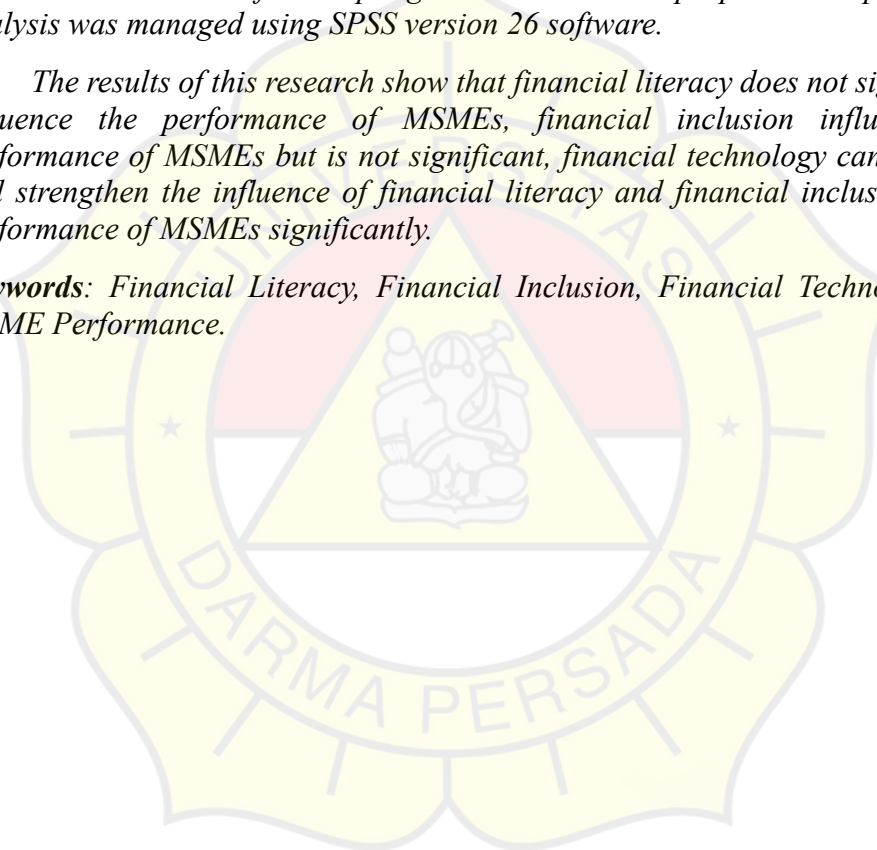 alysis was managed using SPSS version 26 software.
The results of this research show that financial literacy does not sig
uence the performance of MSMEs, financial inclusion influ
formance of MSMEs but is not significant, financial technology can
l strengthen the influence of financial literacy and financial inclus
formance of MSMEs significantly.
words: Financial Literacy, Financial Inclusion, Financial Techno
ME Performance.
UNIVERSITAS
DARMA PERSADA